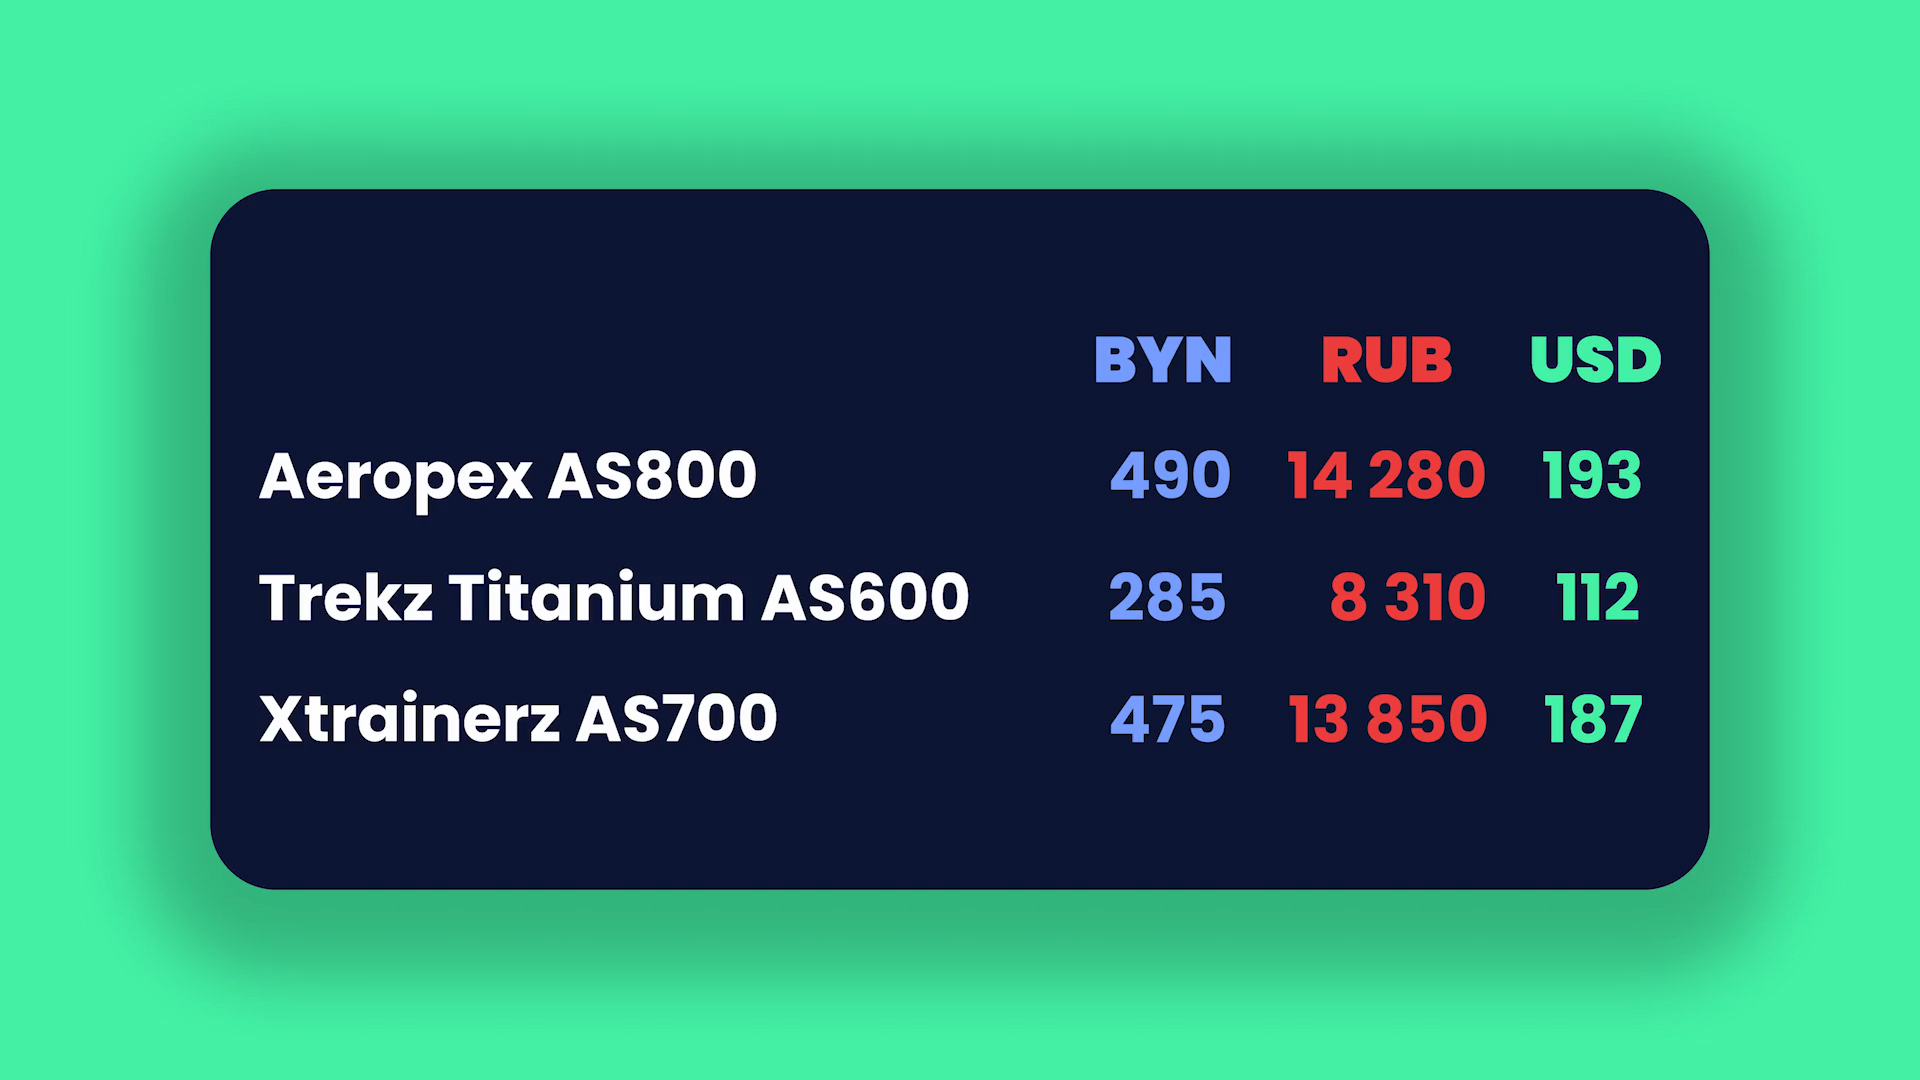 BYN RUB USD
Aeropex AS800 490 14 280 193
Trekz Titanium AS600 285 8 310 112
Xtrainerz AS700 475 13 850 187